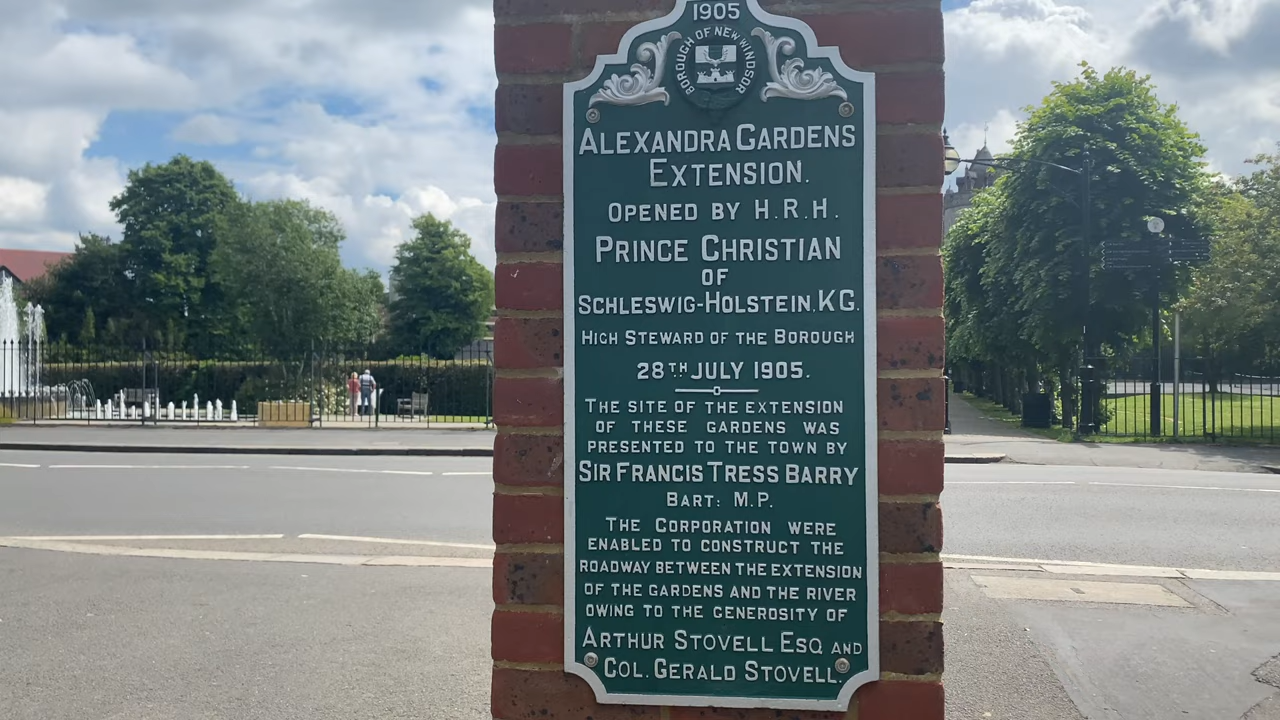 1905
BOROUGH OF NEW WINDSOR
ALEXANDRA GARDENS
EXTENSION.
OPENED BY H.R.H.
PRINCE CHRISTIAN
OF
SCHLESWIG-HOLSTEIN. KG.
HIGH STEWARD OF THE BOROUGH
28TH JULY 1905.
THE SITE OF THE EXTENSION
OF THESE GARDENS WAS
PRESENTED TO THE TOWN BY
SIR FRANCIS TRESS BARRY
BART: M.P.
THE CORPORATION WERE
ENABLED TO CONSTRUCT THE
ROADWAY BETWEEN THE EXTENSION
OF THE GARDENS AND THE RIVER
OWING TO THE GENEROSITY OF
ARTHUR STOVELL ESQ. AND
COL. GERALD STOVELL.